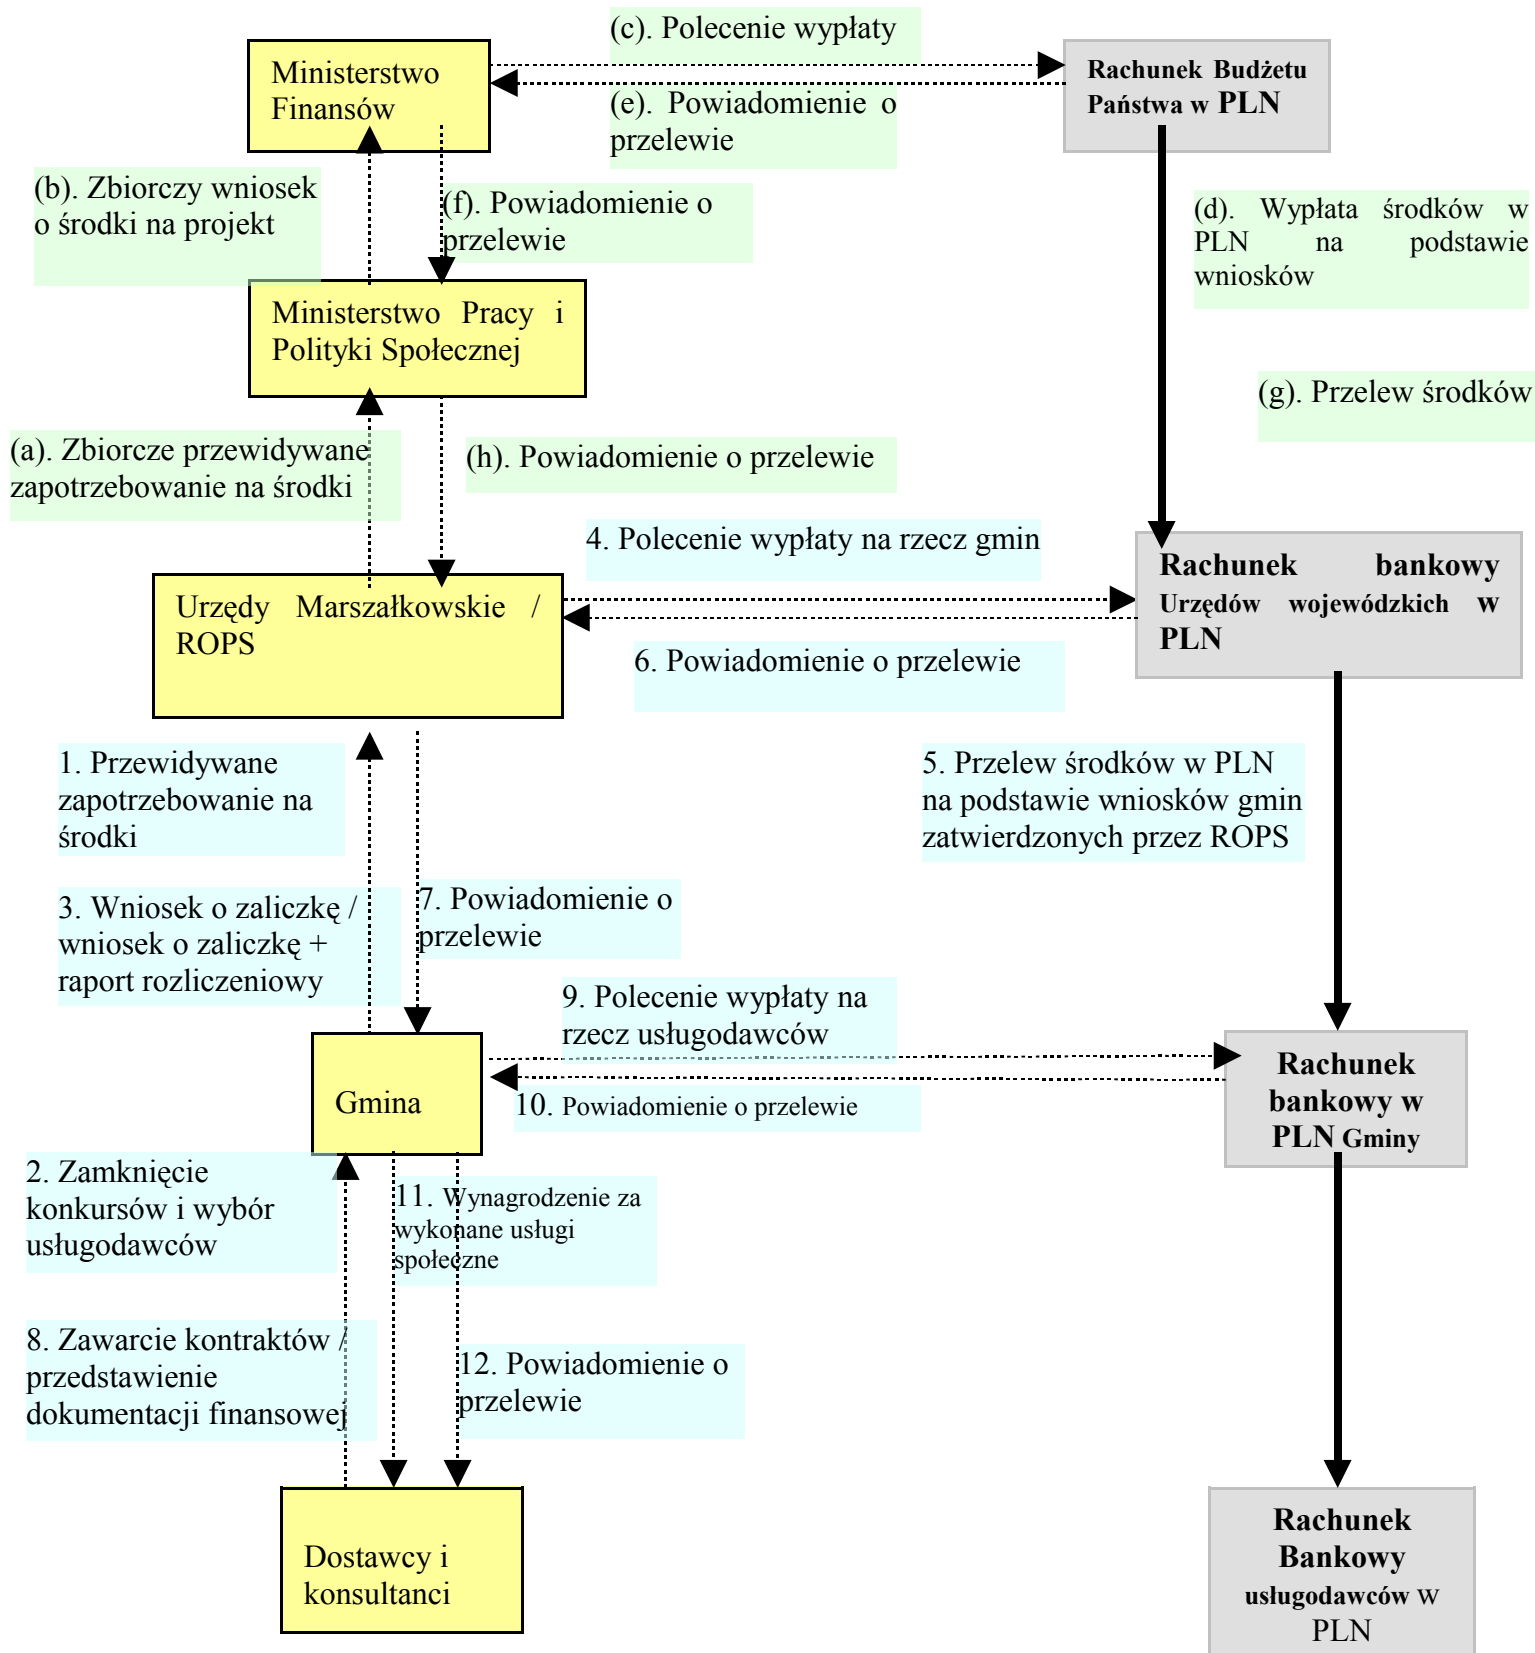 (c). Polecenie wypłaty
Ministerstwo
Finansów
Rachunek Budżetu
Państwa w PLN
(e). Powiadomienie o
przelewie
(b). Zbiorczy wniosek
o środki na projekt
(f). Powiadomienie o
przelewie
(d). Wypłata środków w
PLN na podstawie
wniosków
Ministerstwo Pracy i
Polityki Społecznej
(g). Przelew środków
(a). Zbiorcze przewidywane
zapotrzebowanie na środki
(h). Powiadomienie o przelewie
4. Polecenie wypłaty na rzecz gmin
Rachunek bankowy
Urzędów wojewódzkich w
PLN
Urzędy Marszałkowskie /
ROPS
6. Powiadomienie o przelewie
1. Przewidywane
zapotrzebowanie na
środki
5. Przelew środków w PLN
na podstawie wniosków gmin
zatwierdzonych przez ROPS
3. Wniosek o zaliczkę /
wniosek o zaliczkę +
raport rozliczeniowy
7. Powiadomienie o
przelewie
9. Polecenie wypłaty na
rzecz usługodawców
Gmina
10. Powiadomienie o przelewie
Rachunek
bankowy w
PLN Gminy
2. Zamknięcie
konkursów i wybór
usługodawców
11. Wynagrodzenie za
wykonane usługi
społeczne
8. Zawarcie kontraktów /
przedstawienie
dokumentacji finansowej
12. Powiadomienie o
przelewie
Dostawcy i
konsultanci
Rachunek
Bankowy
usługodawców w
PLN